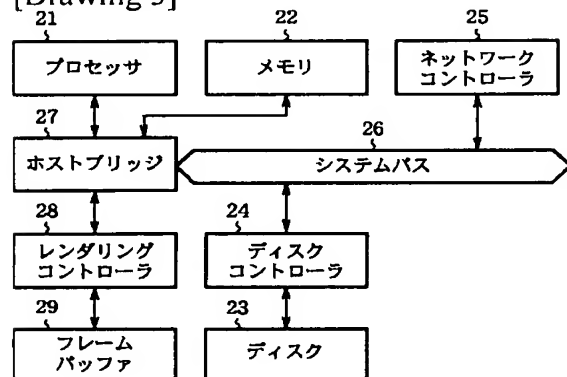 [Drawing 3]
21
22
25
プロセッサ
メモリ
ネットワーク
コントローラ
27
26
ホストブリッジ
システムバス
28
24
レンダリング
コントローラ
ディスク
コントローラ
29
23
フレーム
バッファ
ディスク